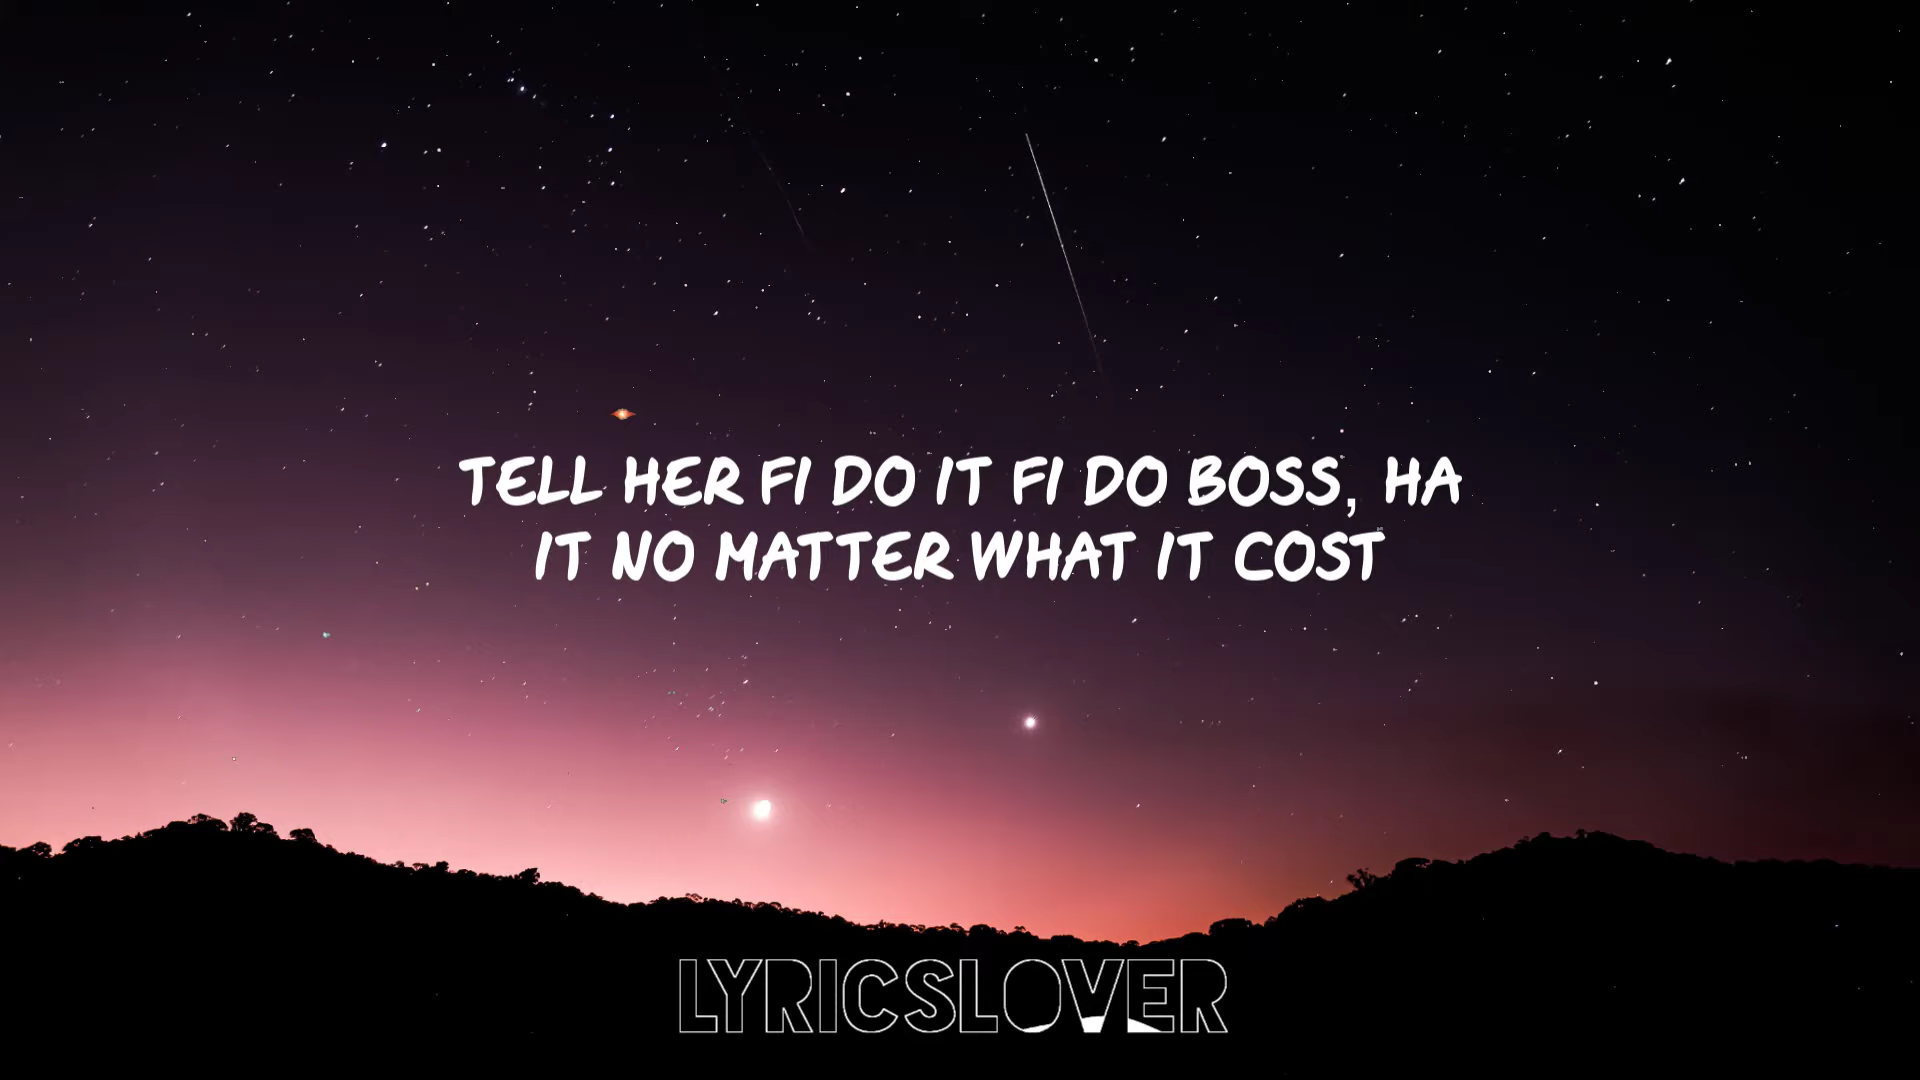 TELL HER FI DO IT FI DO BOSS, HA
IT NO MATTER WHAT IT COST
LYRICSLOVER